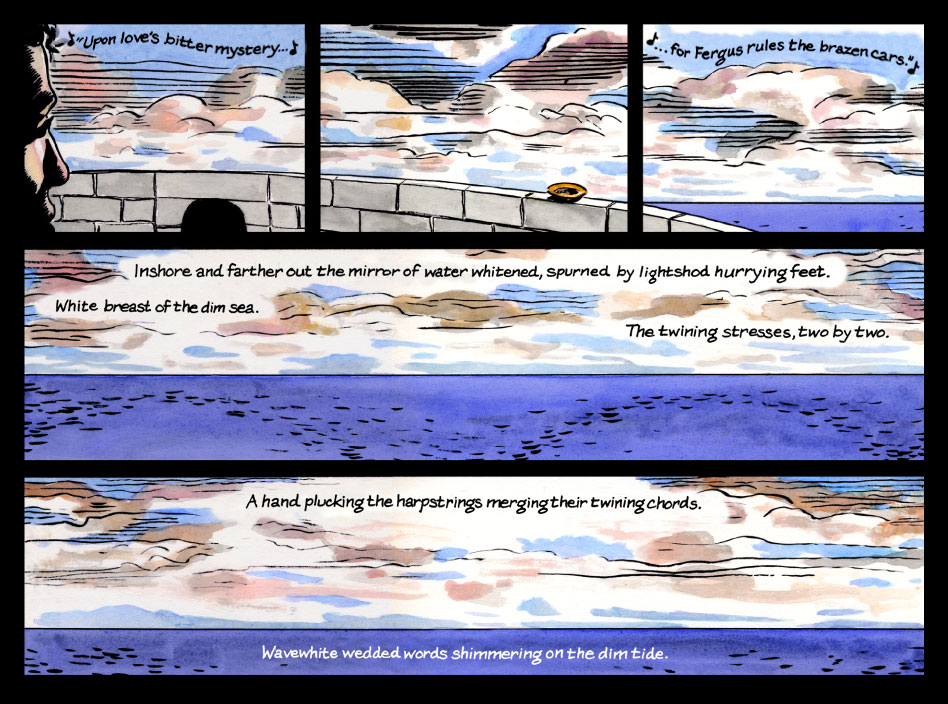 ♪"Upon love's bitter mystery...♪
♪...for Fergus rules the brazen cars."♪
Inshore and farther out the mirror of water whitened, spurned by lightshod hurrying feet.
White breast of the dim sea.
The twining stresses, two by two.
A hand plucking the harpstrings merging their twining chords.
Wavewhite wedded words shimmering on the dim tide.